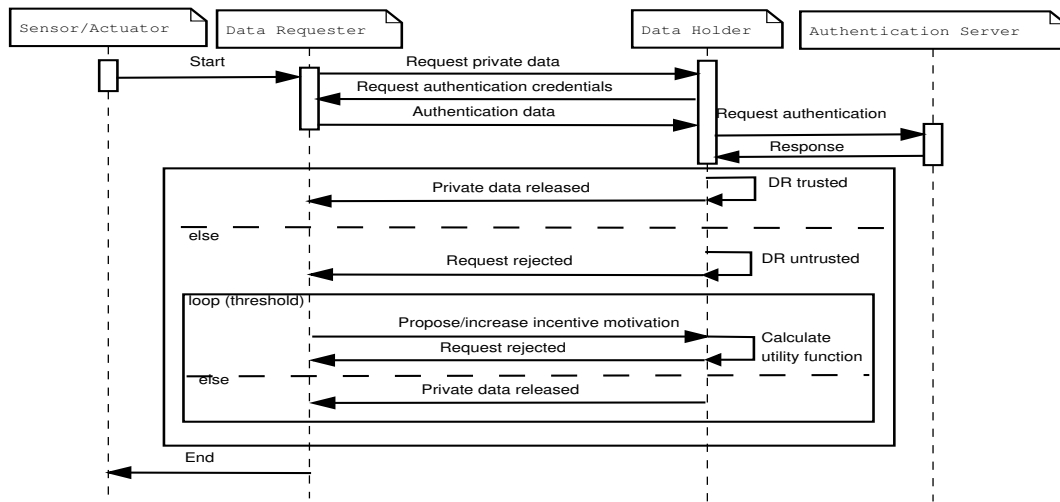 Sensor/Actuator
Data Requester
Data Holder
Authentication Server
Start
Request private data
Request authentication credentials
Authentication data
Request authentication
Response
DR trusted
Private data released
else
DR untrusted
Request rejected
loop (threshold)
Propose/increase incentive motivation
Calculate
utility function
Request rejected
else
Private data released
End